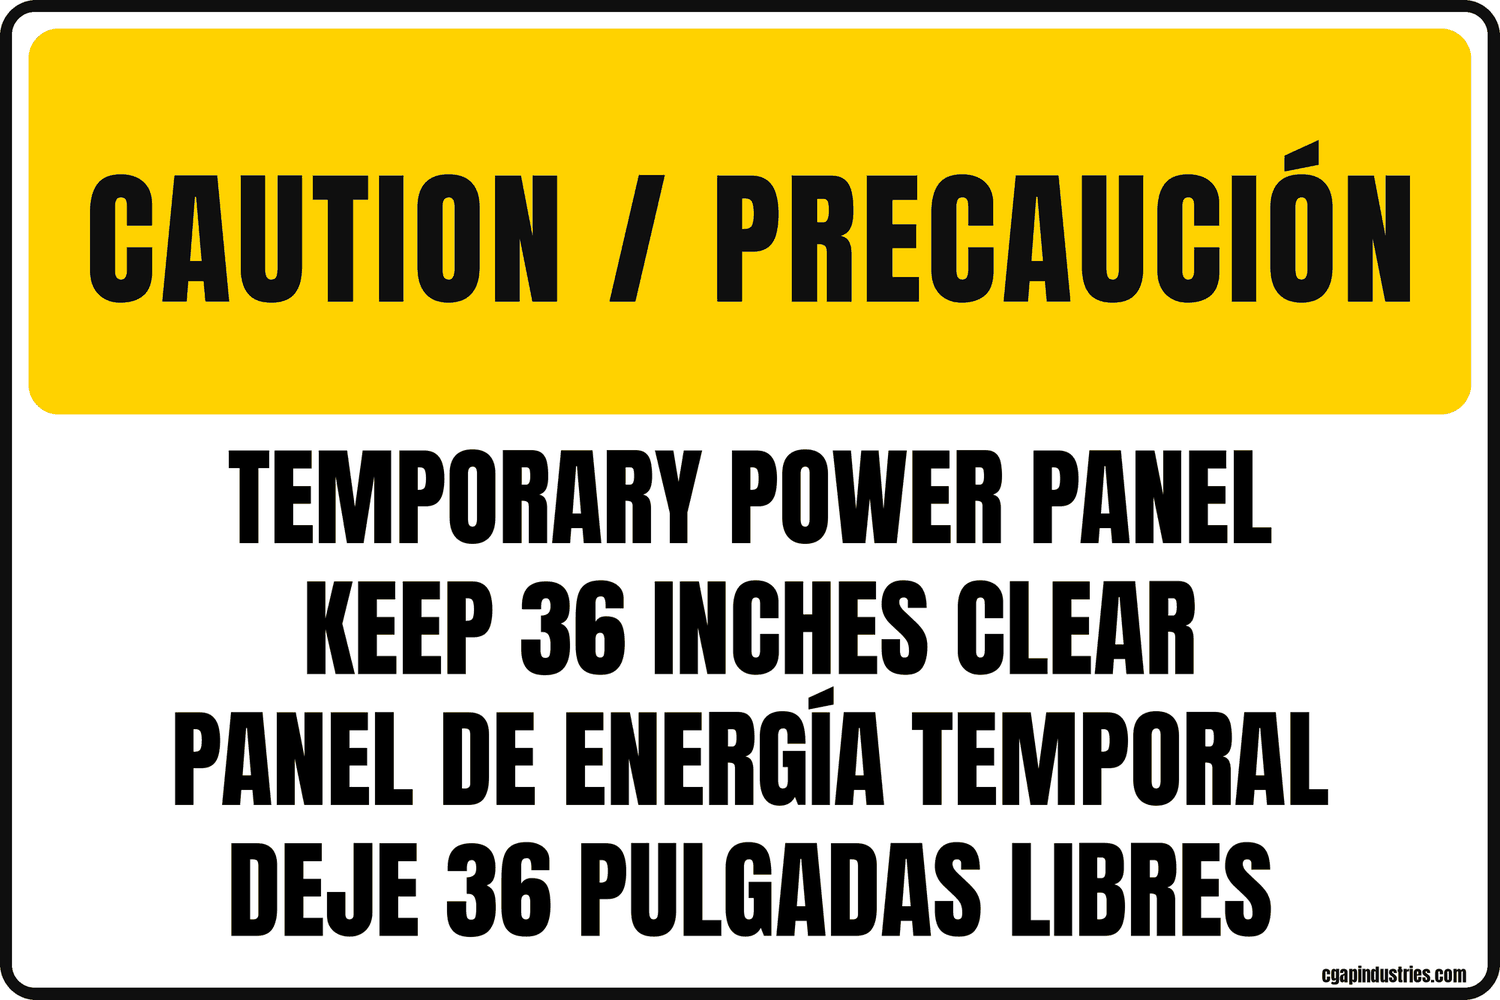 CAUTION / PRECAUCIÓN
TEMPORARY POWER PANEL
KEEP 36 INCHES CLEAR
PANEL DE ENERGÍA TEMPORAL
DEJE 36 PULGADAS LIBRES
cgapindustries.com